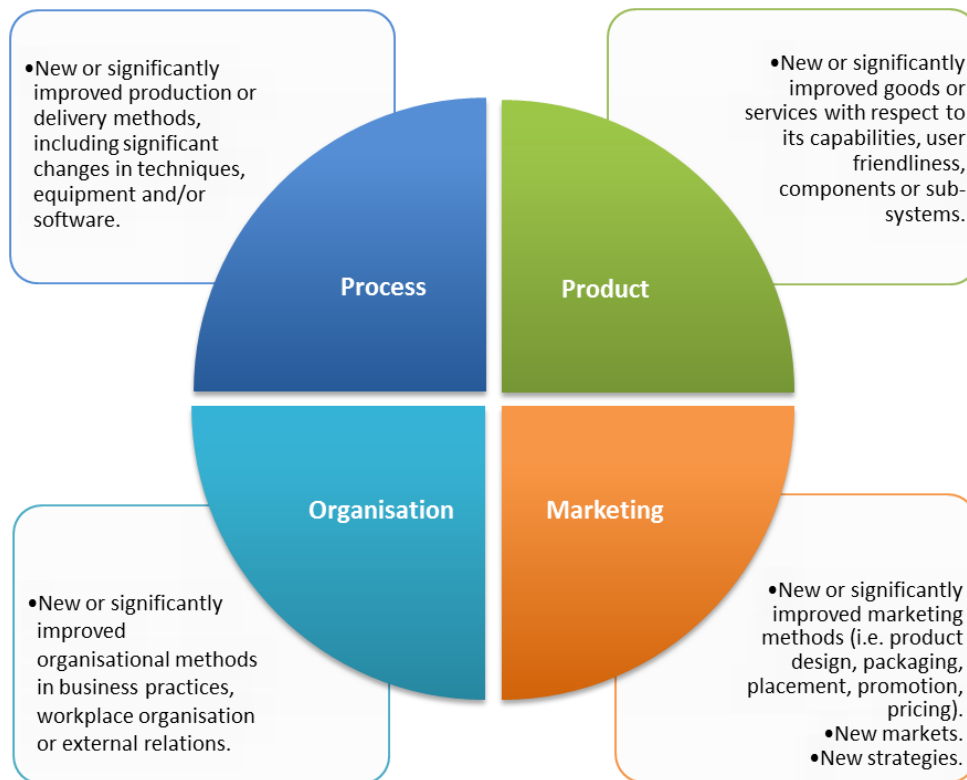 •New or significantly
improved production or
delivery methods,
including significant
changes in techniques,
equipment and/or
software.
•New or significantly
improved goods or
services with respect to
its capabilities, user
friendliness,
components or sub-
systems.
Process
Product
Organisation
Marketing
•New or significantly
improved
organisational methods
in business practices,
workplace organisation
or external relations.
•New or significantly
improved marketing
methods (i.e. product
design, packaging,
placement, promotion,
pricing).
•New markets.
•New strategies.